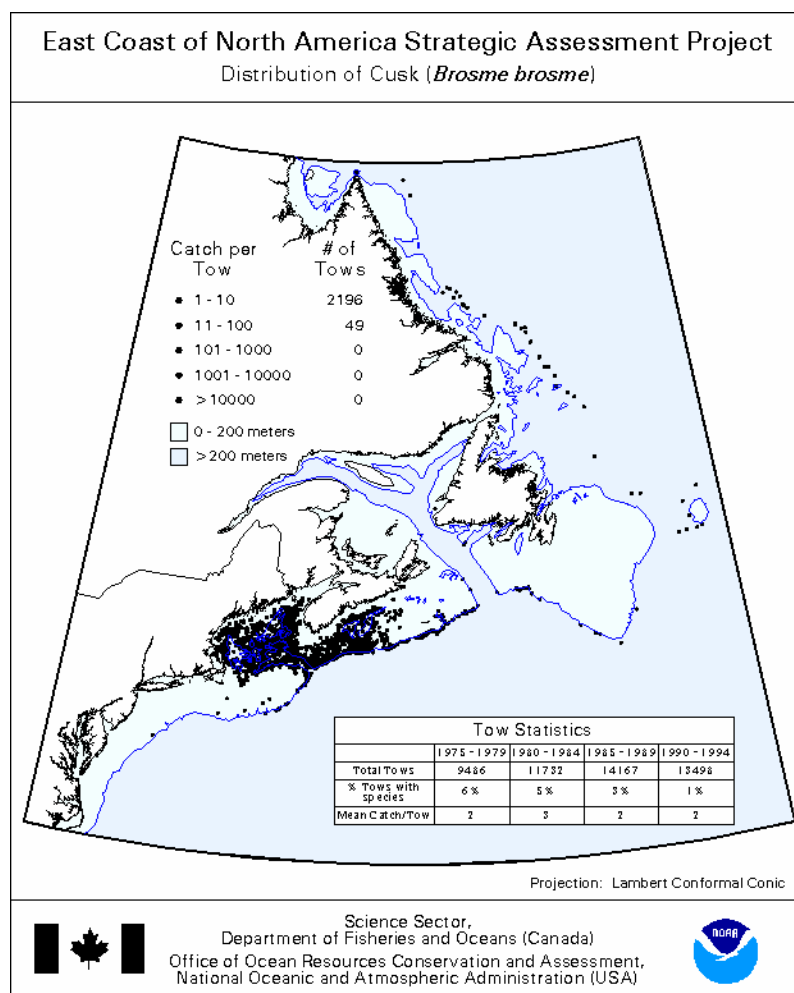 East Coast of North America Strategic Assessment Project
Distribution of Cusk (Brosme brosme)
Catch per Tow # of Tows
1 - 10 2196
11 - 100 49
101 - 1000 0
1001 - 10000 0
>10000 0
0 - 200 meters
>200 meters
Tow Statistics
1975 - 1979 1980 - 1984 1985 - 1989 1990 - 1994
Total Tows 9486 11732 14167 13498
% Tows with species 6% 5% 3% 1%
Mean Catch/Tow 2 3 2 2
Projection: Lambert Conformal Conic
Science Sector,
Department of Fisheries and Oceans (Canada)
Office of Ocean Resources Conservation and Assessment,
National Oceanic and Atmospheric Administration (USA)
NOAA